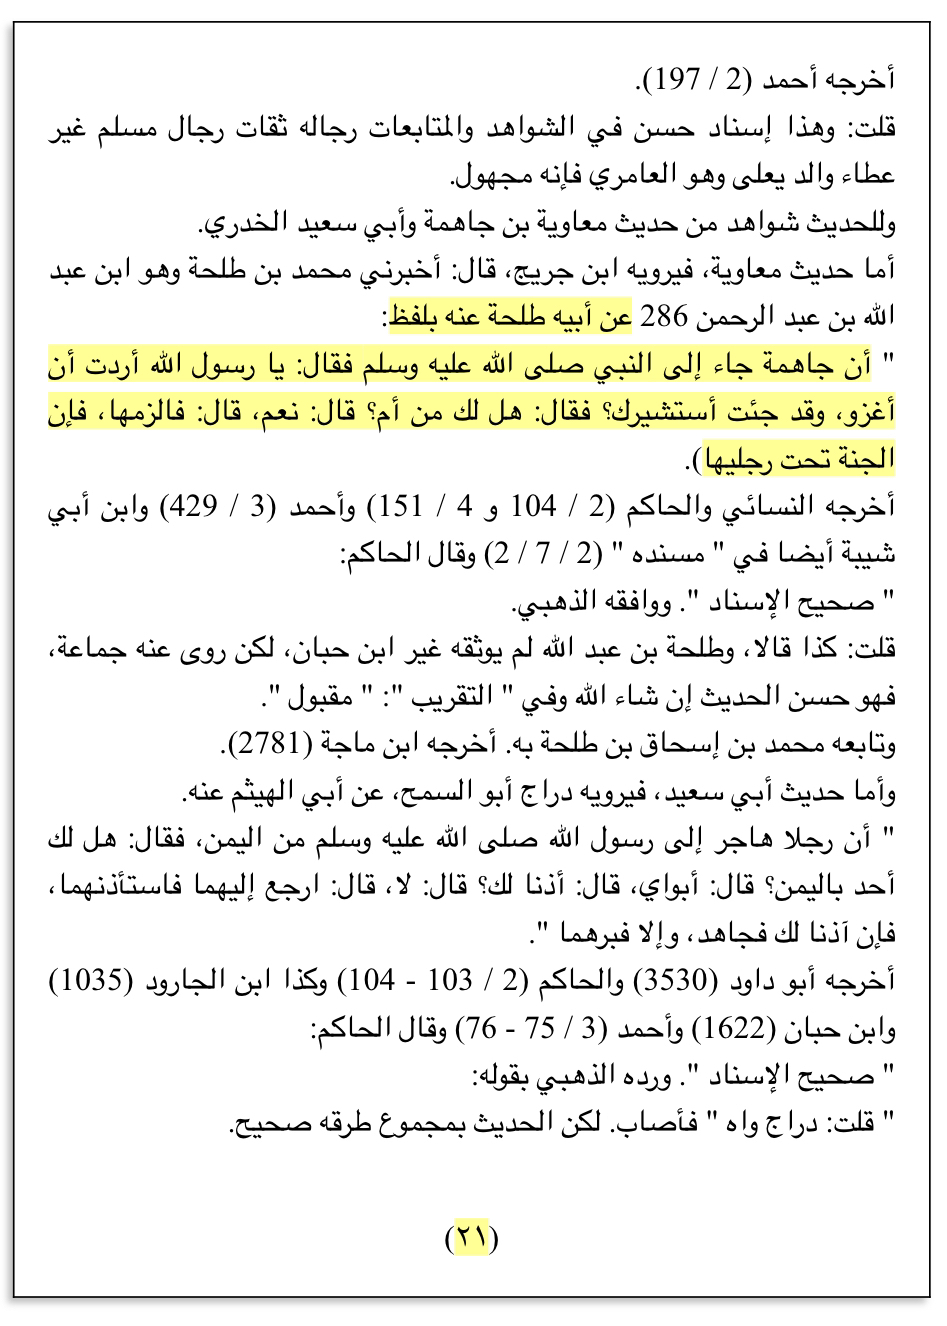 أخرجه أحمد (2 / 197).
قلت: وهذا إسناد حسن في الشواهد والمتابعات رجاله ثقات رجال مسلم غير
عطاء والد يعلى وهو العامري فإنه مجهول.
وللحديث شواهد من حديث معاوية بن جاهمة وأبي سعيد الخدري.
أما حديث معاوية، فيرويه ابن جريج، قال: أخبرني محمد بن طلحة وهو ابن عبد
الله بن عبد الرحمن 286 عن أبيه طلحة عنه بلفظ:
" أن جاهمة جاء إلى النبي صلى الله عليه وسلم فقال: يا رسول الله أردت أن
أغزو، وقد جئت أستشيرك؟ فقال: هل لك من أم؟ قال: نعم، قال: فالزمها، فإن
الجنة تحت رجليها).
أخرجه النسائي والحاكم (2 / 104 و 4 / 151) وأحمد (3 / 429) وابن أبي
شيبة أيضا في " مسنده " (2 / 7 / 2) وقال الحاكم:
" صحيح الإسناد ". ووافقه الذهبي.
قلت: كذا قالا، وطلحة بن عبد الله لم يوثقه غير ابن حبان، لكن روى عنه جماعة،
فهو حسن الحديث إن شاء الله وفي " التقريب ": " مقبول ".
وتابعه محمد بن إسحاق بن طلحة به. أخرجه ابن ماجة (2781).
وأما حديث أبي سعيد، فيرويه دراج أبو السمح، عن أبي الهيثم عنه.
" أن رجلا هاجر إلى رسول الله صلى الله عليه وسلم من اليمن، فقال: هل لك
أحد باليمن؟ قال: أبواي، قال: أذنا لك؟ قال: لا، قال: ارجع إليهما فاستأذنهما،
فإن آذنا لك فجاهد، وإلا فبرهما ".
أخرجه أبو داود (3530) والحاكم (2 / 103 - 104) وكذا ابن الجارود (1035)
وابن حبان (1622) وأحمد (3 / 75 - 76) وقال الحاكم:
" صحيح الإسناد ". ورده الذهبي بقوله:
" قلت: دراج واه " فأصاب. لكن الحديث بمجموع طرقه صحيح.
(٢١)